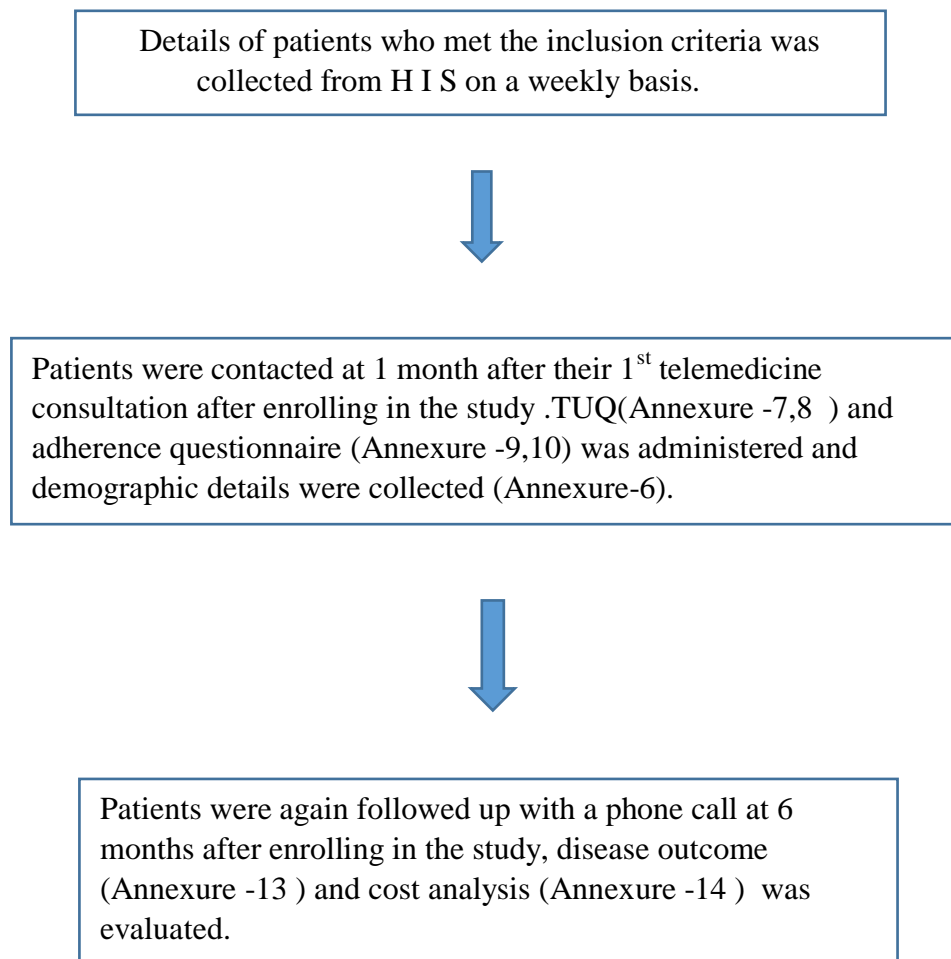 Details of patients who met the inclusion criteria was
collected from H I S on a weekly basis.
Patients were contacted at 1 month after their 1st telemedicine
consultation after enrolling in the study .TUQ(Annexure -7,8 ) and
adherence questionnaire (Annexure -9,10) was administered and
demographic details were collected (Annexure-6).
Patients were again followed up with a phone call at 6
months after enrolling in the study, disease outcome
(Annexure -13 ) and cost analysis (Annexure -14 ) was
evaluated.